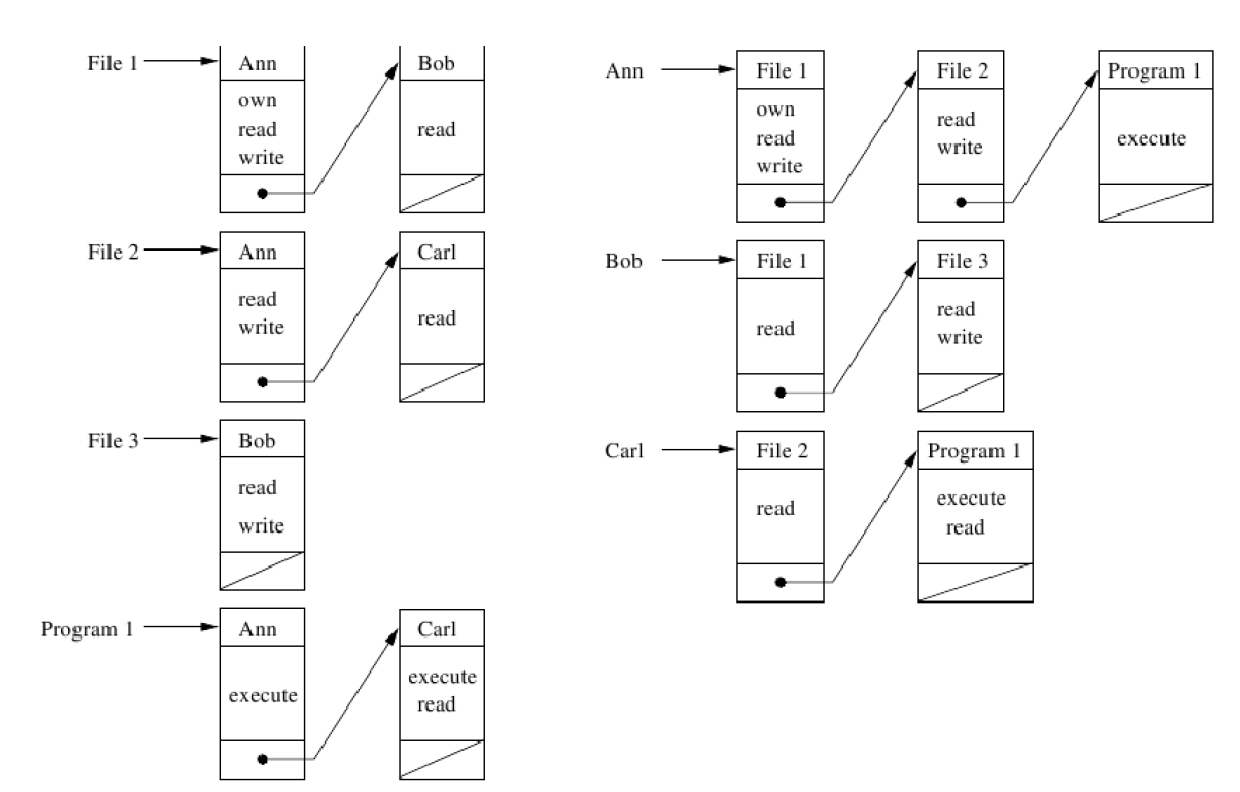 File 1
Ann
own
read
write
Bob
read
File 2
Ann
read
write
Carl
read
File 3
Bob
read
write
Program 1
Ann
execute
Carl
execute
read
Ann
File 1
own
read
write
File 2
read
write
Program 1
execute
Bob
File 1
read
File 3
read
write
Carl
File 2
read
Program 1
execute
read